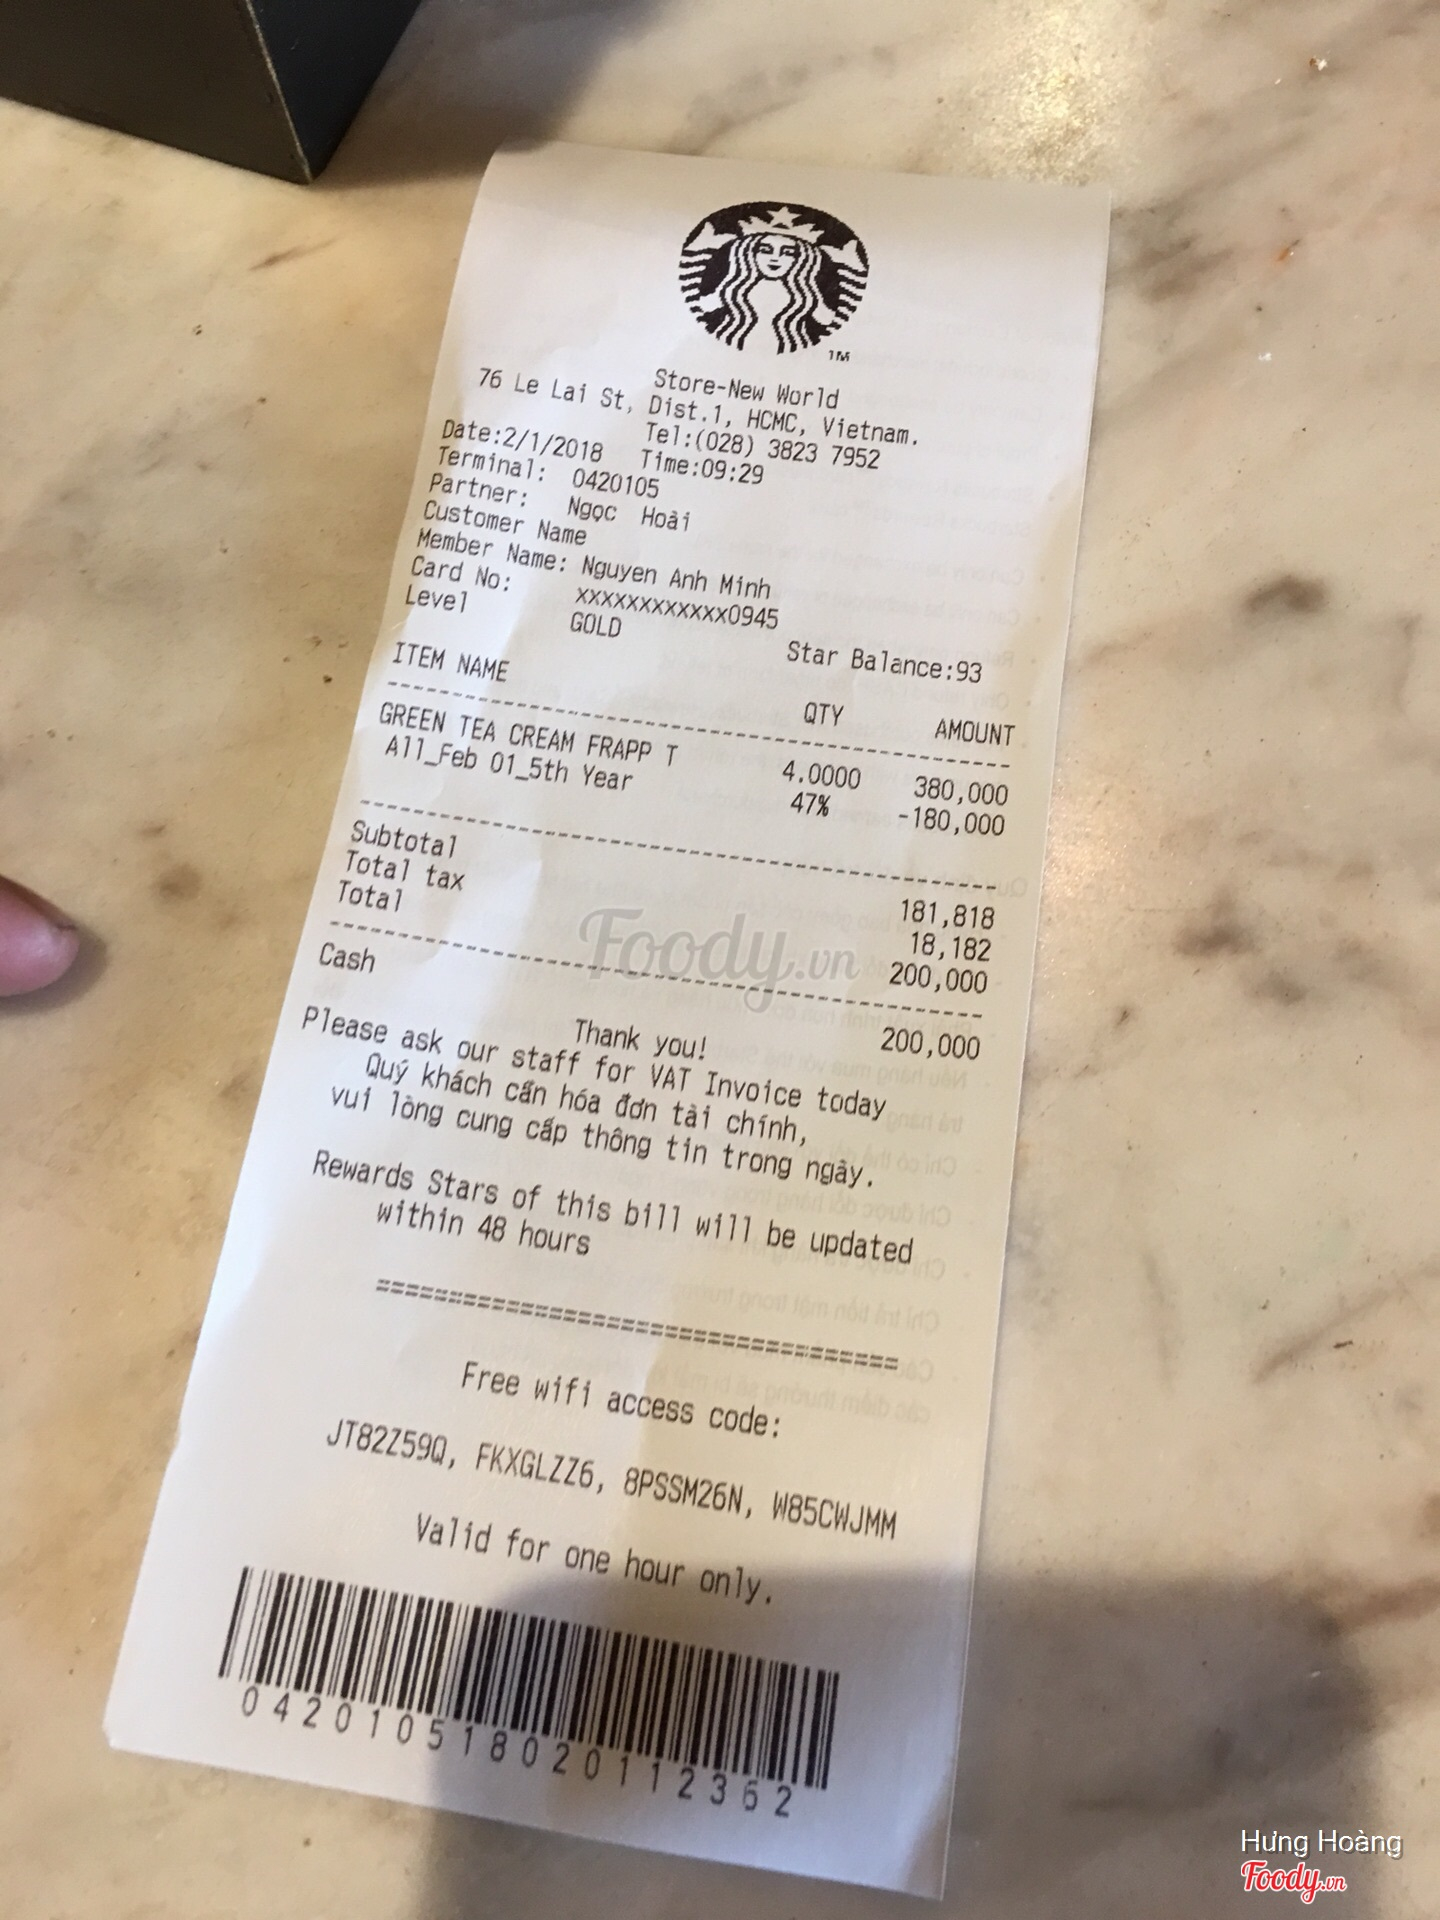 TM
Store-New World
76 Le Lai St, Dist.1, HCMC, Vietnam.
Tel:(028) 3823 7952
Date:2/1/2018 Time:09:29
Terminal: 0420105
Partner: Ngọc Hoài
Customer Name
Member Name: Nguyen Anh Minh
Card No: xxxxxxxxxxxx0945
Level GOLD Star Balance:93
ITEM NAME QTY AMOUNT
GREEN TEA CREAM FRAPP T 4.0000 380,000
All_Feb 01_5th Year 47% -180,000
Subtotal 181,818
Total tax 18,182
Total 200,000
Cash 200,000
Thank you!
Please ask our staff for VAT Invoice today
Quý khách cần hóa đơn tài chính,
vui lòng cung cấp thông tin trong ngày.
Rewards Stars of this bill will be updated
within 48 hours
Free wifi access code:
JT82Z59Q, FKXGLZZ6, 8PSSM26N, W85CWJMM
Valid for one hour only.
042010518020112362
Foody.vn
Hưng Hoàng
Foody.vn